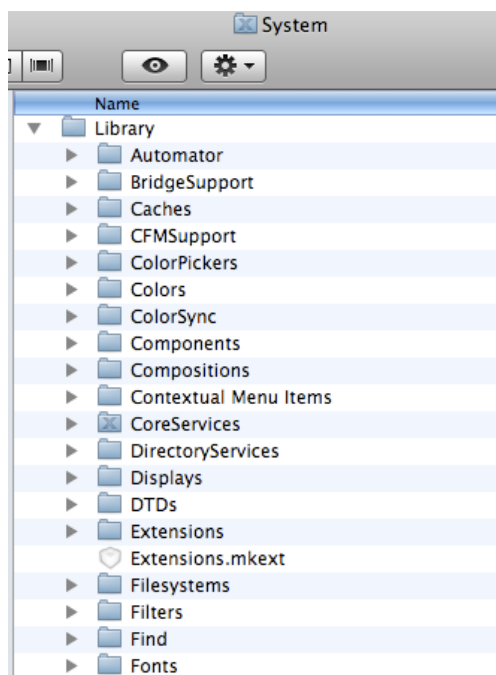 System
Name
Library
Automator
BridgeSupport
Caches
CFMSupport
ColorPickers
Colors
ColorSync
Components
Compositions
Contextual Menu Items
CoreServices
DirectoryServices
Displays
DTDs
Extensions
Extensions.mkext
Filesystems
Filters
Find
Fonts